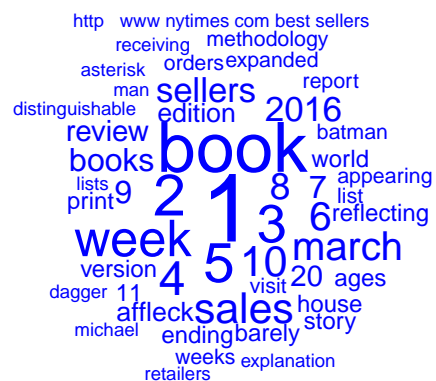 http www nytimes com best sellers
receiving methodology
asterisk orders expanded
man sellers report
distinguishable edition 2016
review book batman
books world
lists 2 1 8 7 appearing
print 9 3 list
week 5 10 6 reflecting
march
version 4 20 ages
dagger 11 visit
affleck sales house
michael ending barely story
weeks explanation
retailers